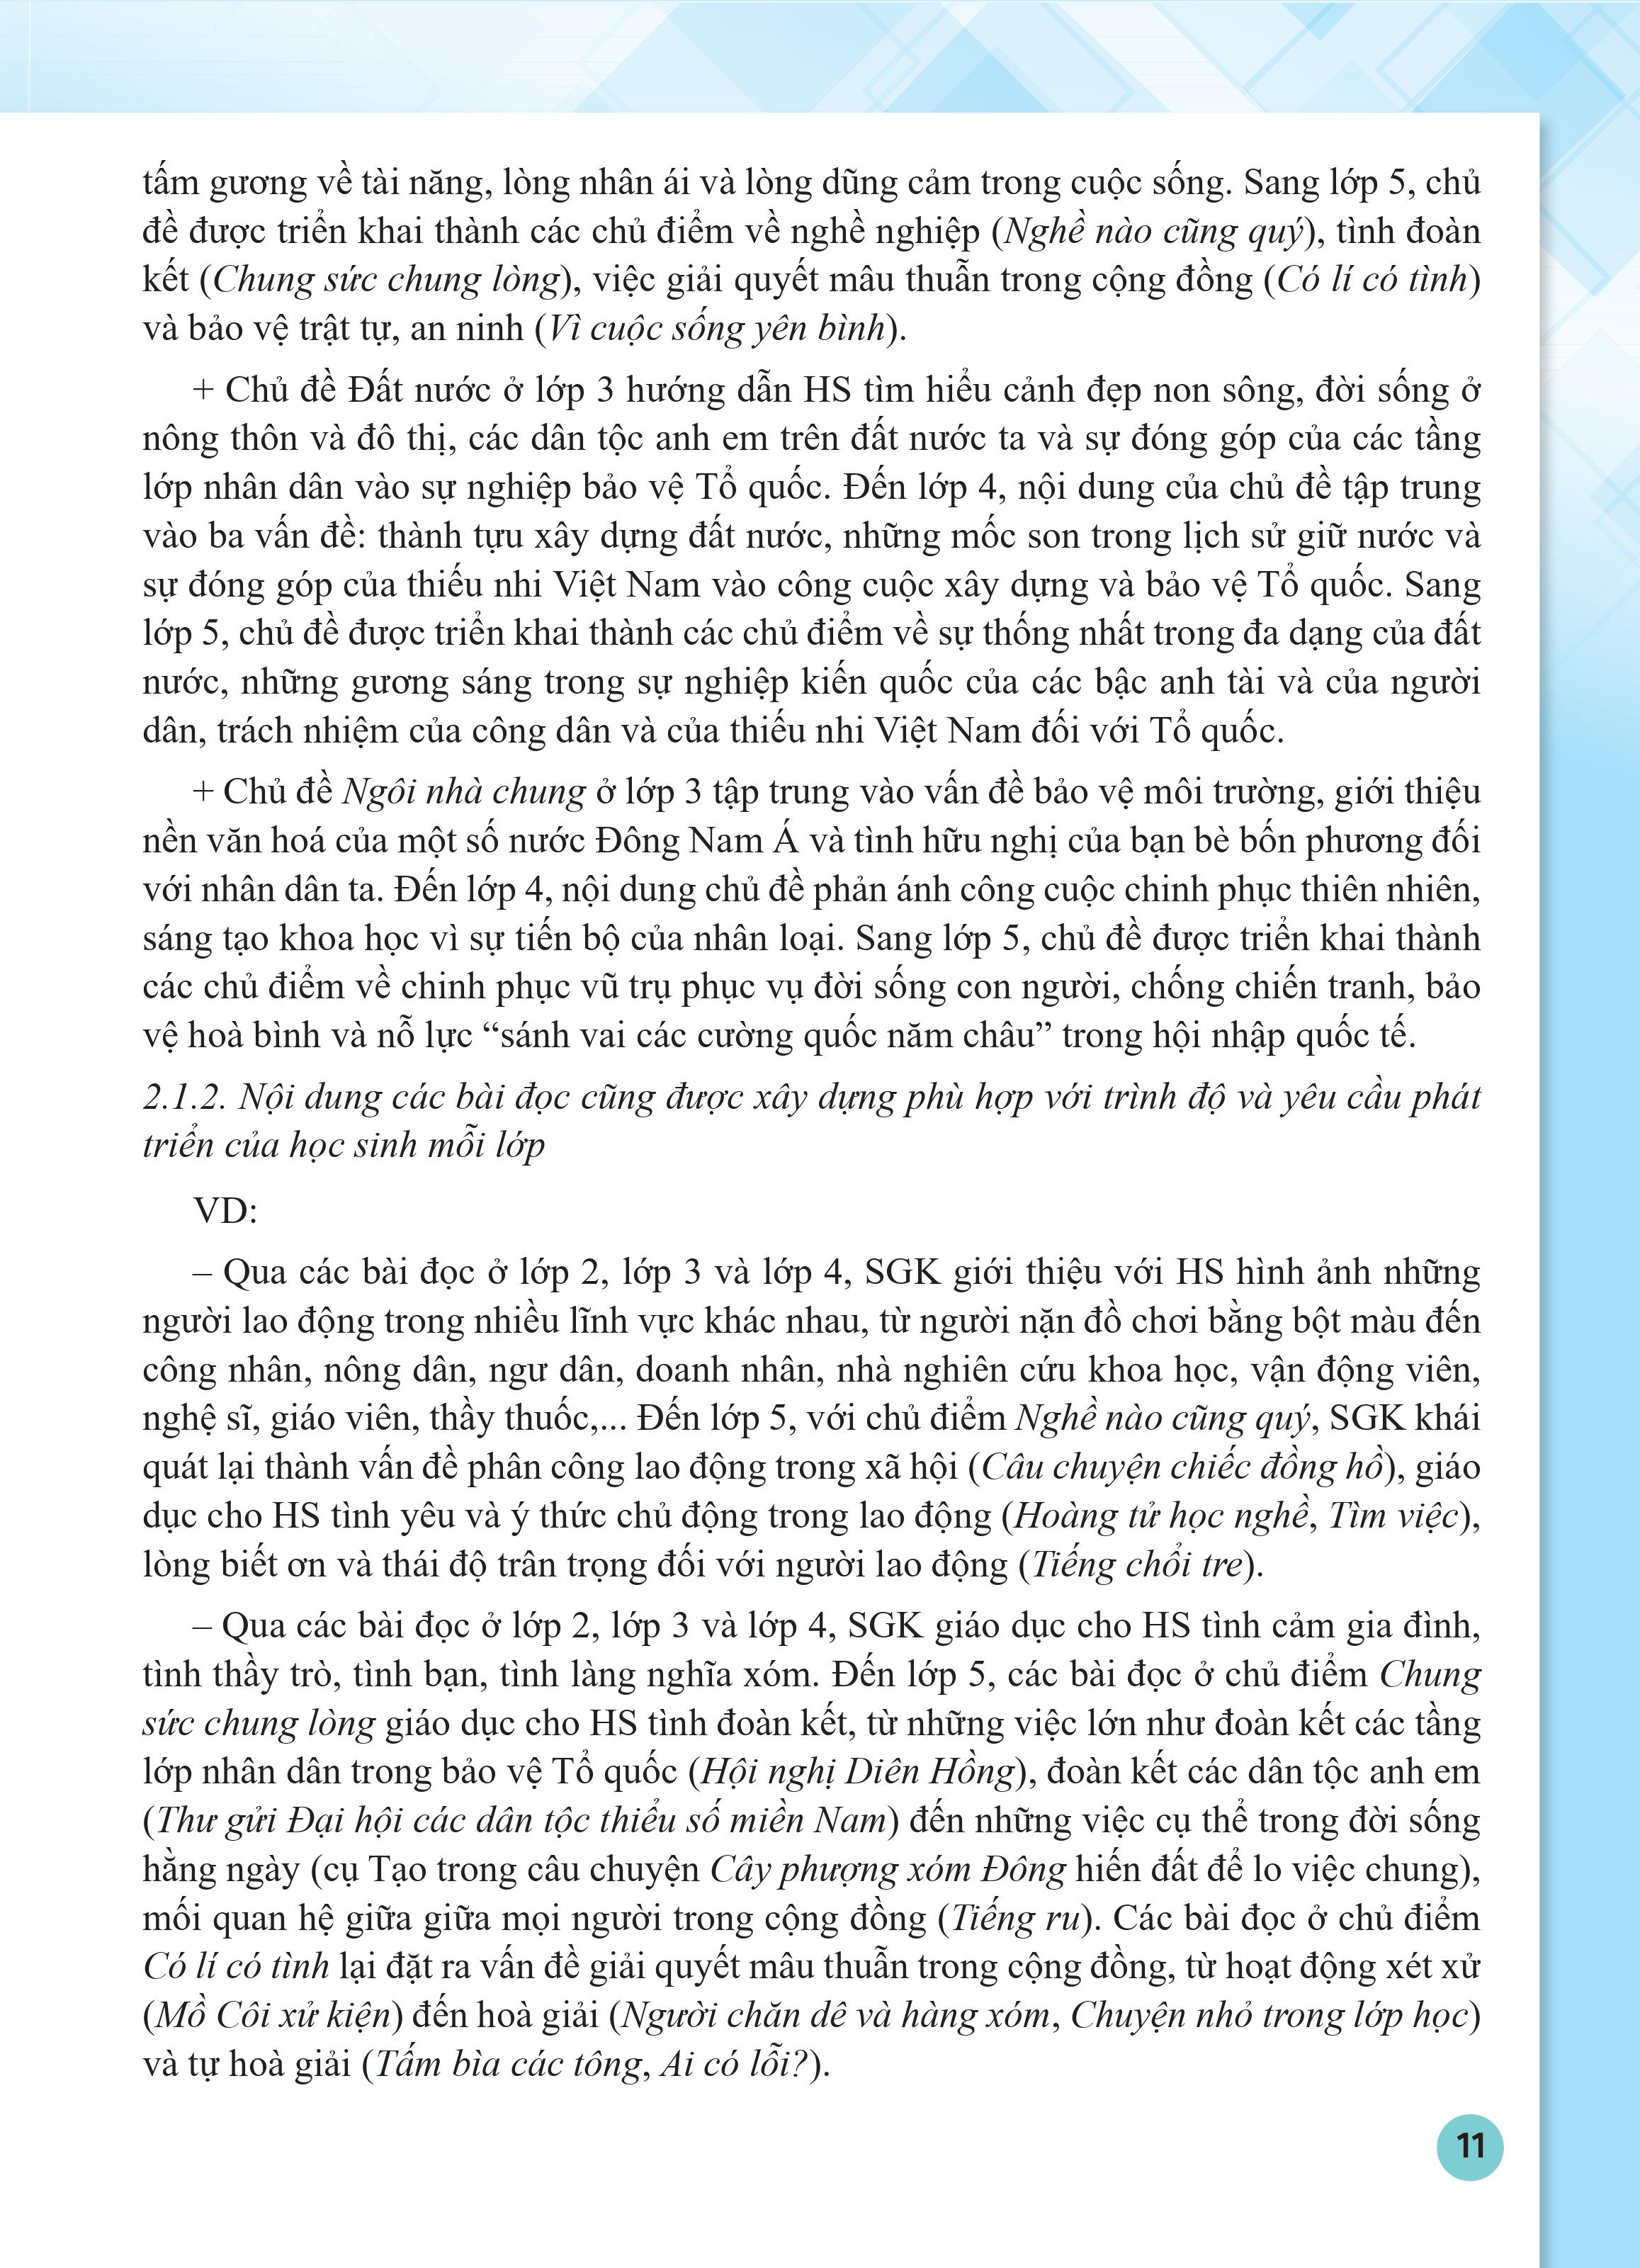 tấm gương về tài năng, lòng nhân ái và lòng dũng cảm trong cuộc sống. Sang lớp 5, chủ
đề được triển khai thành các chủ điểm về nghề nghiệp (Nghề nào cũng quý), tình đoàn
kết (Chung sức chung lòng), việc giải quyết mâu thuẫn trong cộng đồng (Có lí có tình)
và bảo vệ trật tự, an ninh (Vì cuộc sống yên bình).
+ Chủ đề Đất nước ở lớp 3 hướng dẫn HS tìm hiểu cảnh đẹp non sông, đời sống ở
nông thôn và đô thị, các dân tộc anh em trên đất nước ta và sự đóng góp của các tầng
lớp nhân dân vào sự nghiệp bảo vệ Tổ quốc. Đến lớp 4, nội dung của chủ đề tập trung
vào ba vấn đề: thành tựu xây dựng đất nước, những mốc son trong lịch sử giữ nước và
sự đóng góp của thiếu nhi Việt Nam vào công cuộc xây dựng và bảo vệ Tổ quốc. Sang
lớp 5, chủ đề được triển khai thành các chủ điểm về sự thống nhất trong đa dạng của đất
nước, những gương sáng trong sự nghiệp kiến quốc của các bậc anh tài và của người
dân, trách nhiệm của công dân và của thiếu nhi Việt Nam đối với Tổ quốc.
+ Chủ đề Ngôi nhà chung ở lớp 3 tập trung vào vấn đề bảo vệ môi trường, giới thiệu
nền văn hoá của một số nước Đông Nam Á và tình hữu nghị của bạn bè bốn phương đối
với nhân dân ta. Đến lớp 4, nội dung chủ đề phản ánh công cuộc chinh phục thiên nhiên,
sáng tạo khoa học vì sự tiến bộ của nhân loại. Sang lớp 5, chủ đề được triển khai thành
các chủ điểm về chinh phục vũ trụ phục vụ đời sống con người, chống chiến tranh, bảo
vệ hoà bình và nỗ lực “sánh vai các cường quốc năm châu” trong hội nhập quốc tế.
2.1.2. Nội dung các bài đọc cũng được xây dựng phù hợp với trình độ và yêu cầu phát
triển của học sinh mỗi lớp
VD:
– Qua các bài đọc ở lớp 2, lớp 3 và lớp 4, SGK giới thiệu với HS hình ảnh những
người lao động trong nhiều lĩnh vực khác nhau, từ người nặn đồ chơi bằng bột màu đến
công nhân, nông dân, ngư dân, doanh nhân, nhà nghiên cứu khoa học, vận động viên,
nghệ sĩ, giáo viên, thầy thuốc,... Đến lớp 5, với chủ điểm Nghề nào cũng quý, SGK khái
quát lại thành vấn đề phân công lao động trong xã hội (Câu chuyện chiếc đồng hồ), giáo
dục cho HS tình yêu và ý thức chủ động trong lao động (Hoàng tử học nghề, Tìm việc),
lòng biết ơn và thái độ trân trọng đối với người lao động (Tiếng chổi tre).
– Qua các bài đọc ở lớp 2, lớp 3 và lớp 4, SGK giáo dục cho HS tình cảm gia đình,
tình thầy trò, tình bạn, tình làng nghĩa xóm. Đến lớp 5, các bài đọc ở chủ điểm Chung
sức chung lòng giáo dục cho HS tình đoàn kết, từ những việc lớn như đoàn kết các tầng
lớp nhân dân trong bảo vệ Tổ quốc (Hội nghị Diên Hồng), đoàn kết các dân tộc anh em
(Thư gửi Đại hội các dân tộc thiểu số miền Nam) đến những việc cụ thể trong đời sống
hằng ngày (cụ Tạo trong câu chuyện Cây phượng xóm Đông hiến đất để lo việc chung),
mối quan hệ giữa giữa mọi người trong cộng đồng (Tiếng ru). Các bài đọc ở chủ điểm
Có lí có tình lại đặt ra vấn đề giải quyết mâu thuẫn trong cộng đồng, từ hoạt động xét xử
(Mồ Côi xử kiện) đến hoà giải (Người chăn dê và hàng xóm, Chuyện nhỏ trong lớp học)
và tự hoà giải (Tấm bìa các tông, Ai có lỗi?).
11